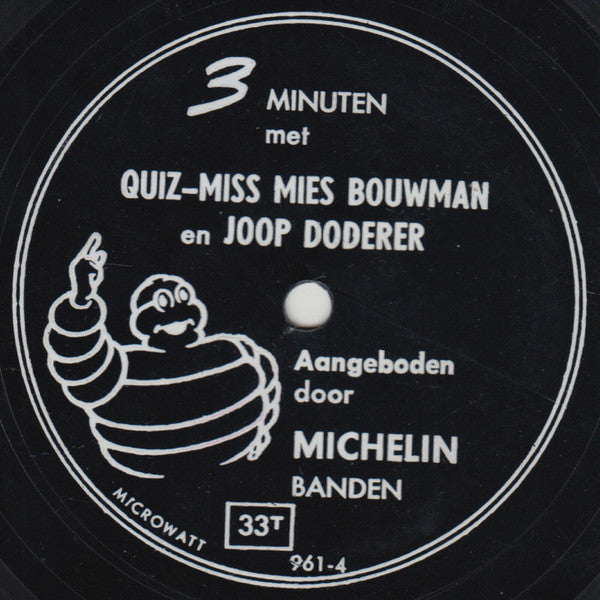 3 MINUTEN
met
QUIZ-MISS MIES BOUWMAN
en JOOP DODERER
Aangeboden
door
MICHELIN
BANDEN
MICROWATT
33T
961-4